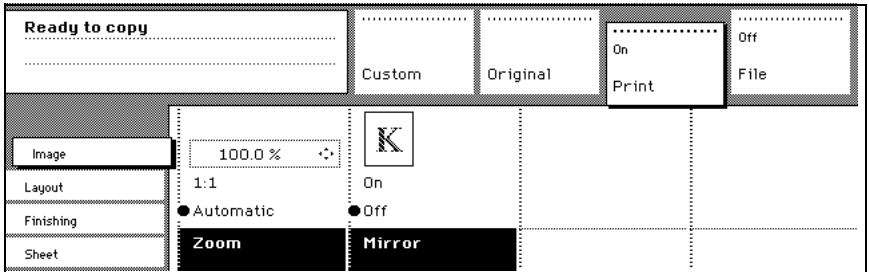 Ready to copy
Custom
Original
On
Print
Off
File
Image
Layout
Finishing
Sheet
100.0 %
1:1
Automatic
Zoom
K
On
Off
Mirror